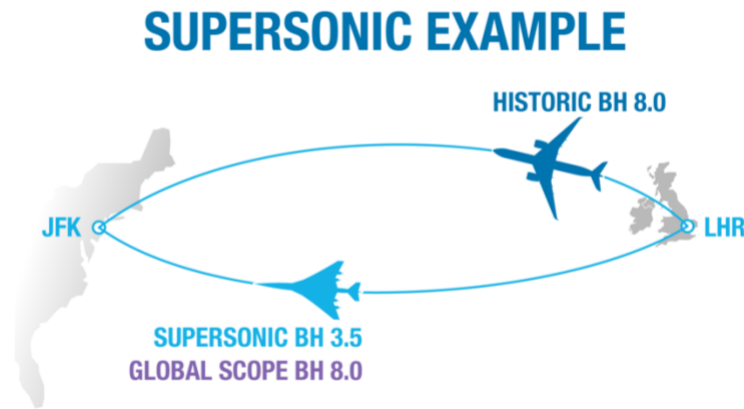 SUPERSONIC EXAMPLE
HISTORIC BH 8.0
JFK
LHR
SUPERSONIC BH 3.5
GLOBAL SCOPE BH 8.0